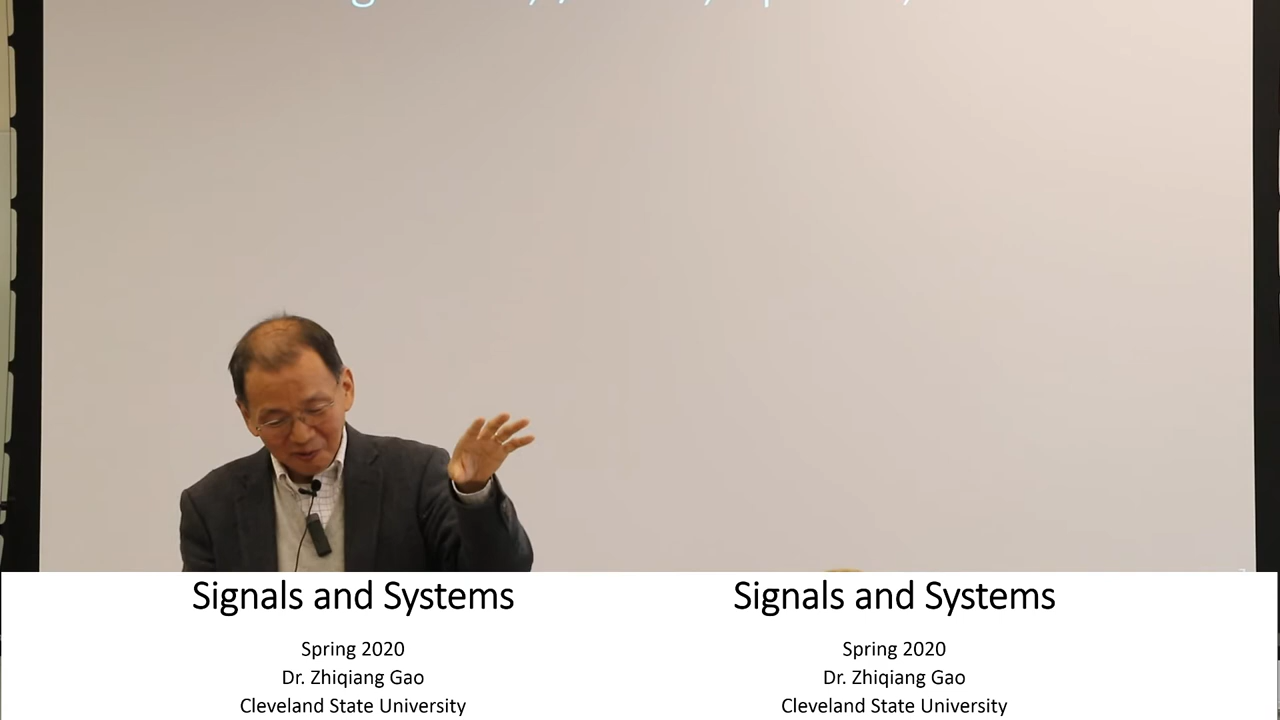 Signals and Systems
Spring 2020
Dr. Zhiqiang Gao
Cleveland State University
Signals and Systems
Spring 2020
Dr. Zhiqiang Gao
Cleveland State University